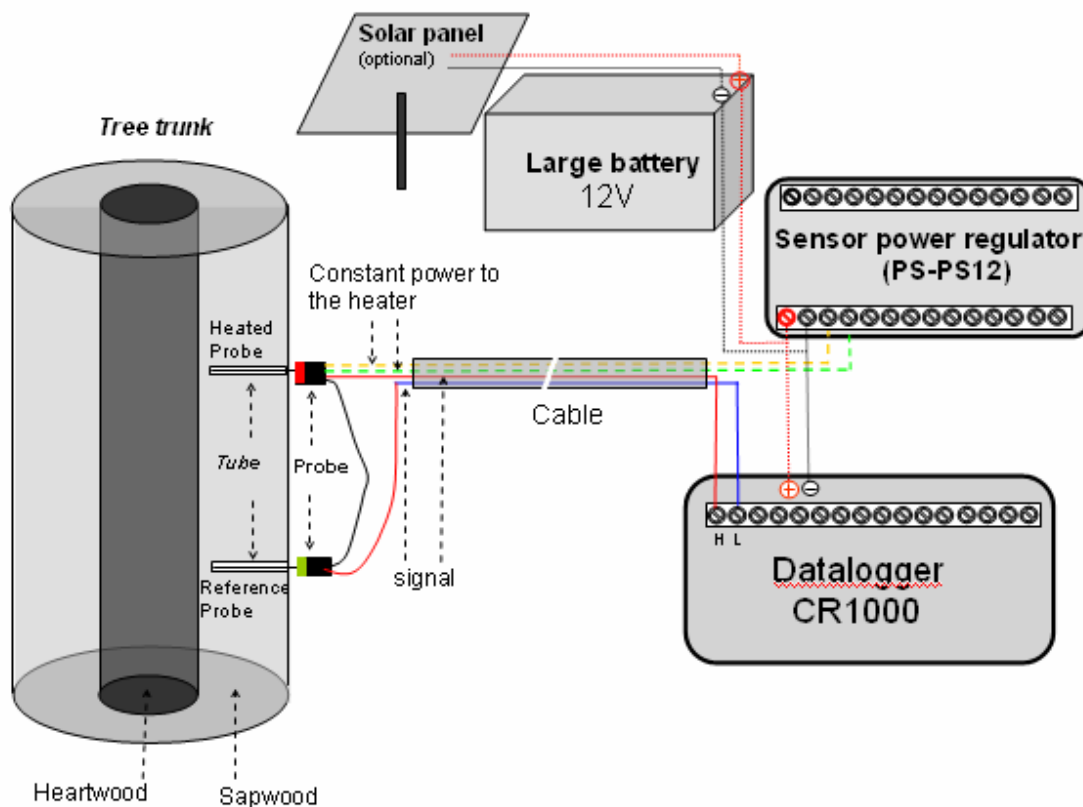 Solar panel
(optional)
Tree trunk
Large battery
12V
Sensor power regulator
(PS-PS12)
Constant power to
the heater
Heated
Probe
Cable
Tube
Probe
Reference
Probe
signal
H L
Datalogger
CR1000
Heartwood
Sapwood